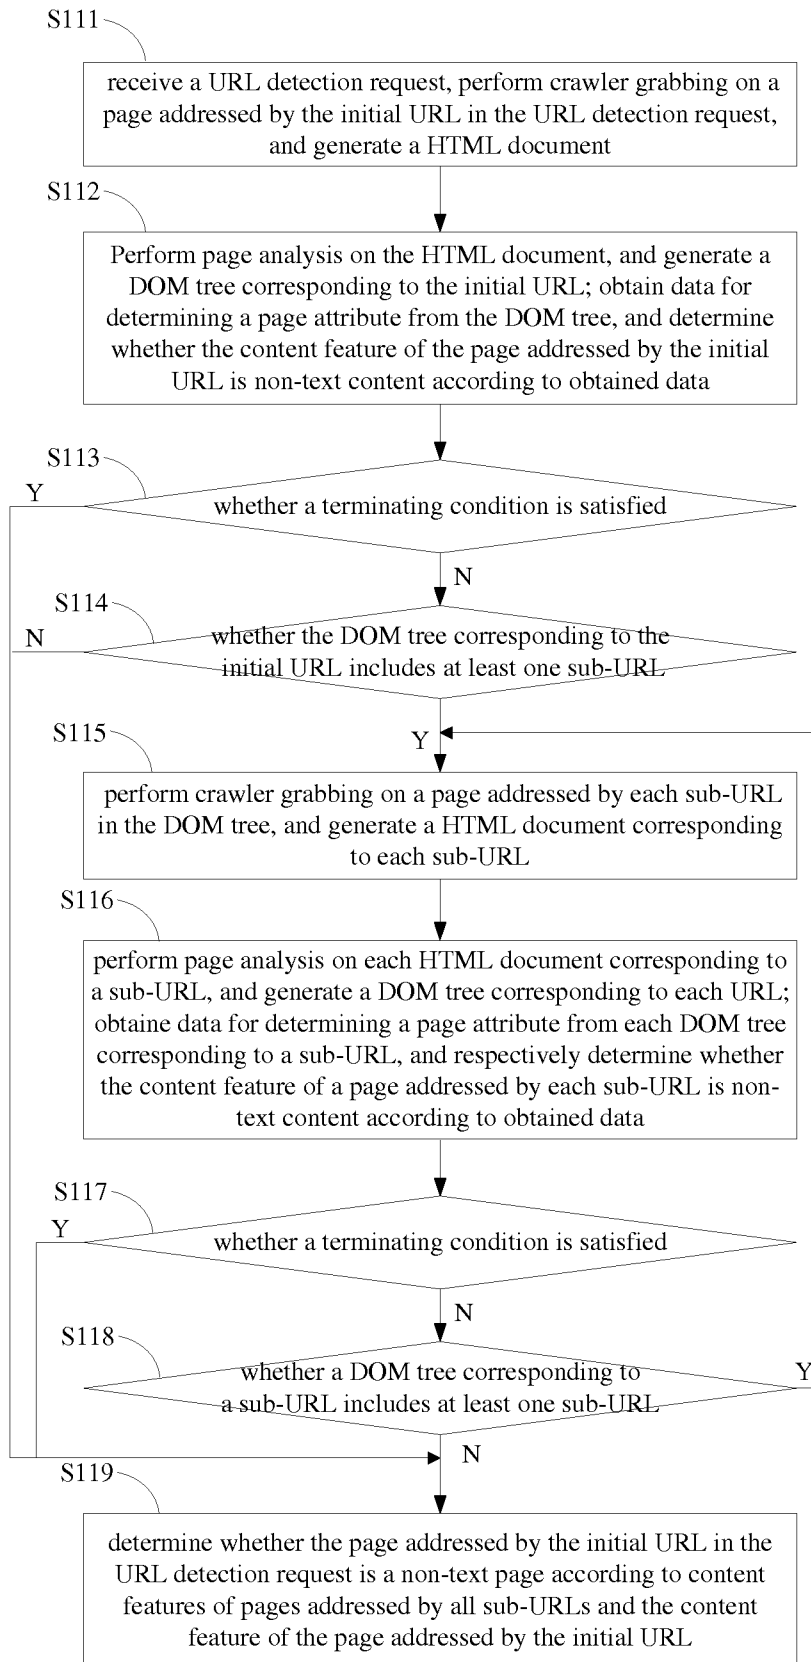 S111
receive a URL detection request, perform crawler grabbing on a
page addressed by the initial URL in the URL detection request,
and generate a HTML document
S112
Perform page analysis on the HTML document, and generate a
DOM tree corresponding to the initial URL; obtain data for
determining a page attribute from the DOM tree, and determine
whether the content feature of the page addressed by the initial
URL is non-text content according to obtained data
S113
Y
whether a terminating condition is satisfied
N
S114
N
whether the DOM tree corresponding to the
initial URL includes at least one sub-URL
S115
Y
perform crawler grabbing on a page addressed by each sub-URL
in the DOM tree, and generate a HTML document corresponding
to each sub-URL
S116
perform page analysis on each HTML document corresponding to
a sub-URL, and generate a DOM tree corresponding to each URL;
obtaine data for determining a page attribute from each DOM tree
corresponding to a sub-URL, and respectively determine whether
the content feature of a page addressed by each sub-URL is non-
text content according to obtained data
S117
Y
whether a terminating condition is satisfied
N
S118
whether a DOM tree corresponding to
a sub-URL includes at least one sub-URL
Y
N
S119
determine whether the page addressed by the initial URL in the
URL detection request is a non-text page according to content
features of pages addressed by all sub-URLs and the content
feature of the page addressed by the initial URL